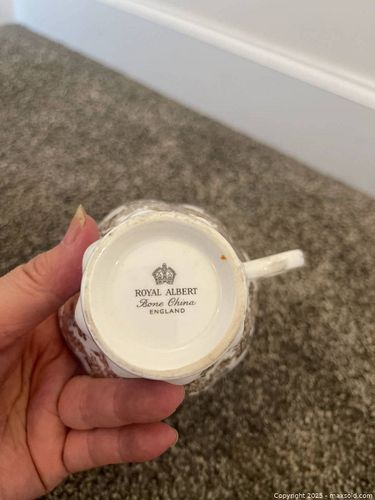 ROYAL ALBERT
Bone China
ENGLAND
Copyright 2025 - maxsold.com